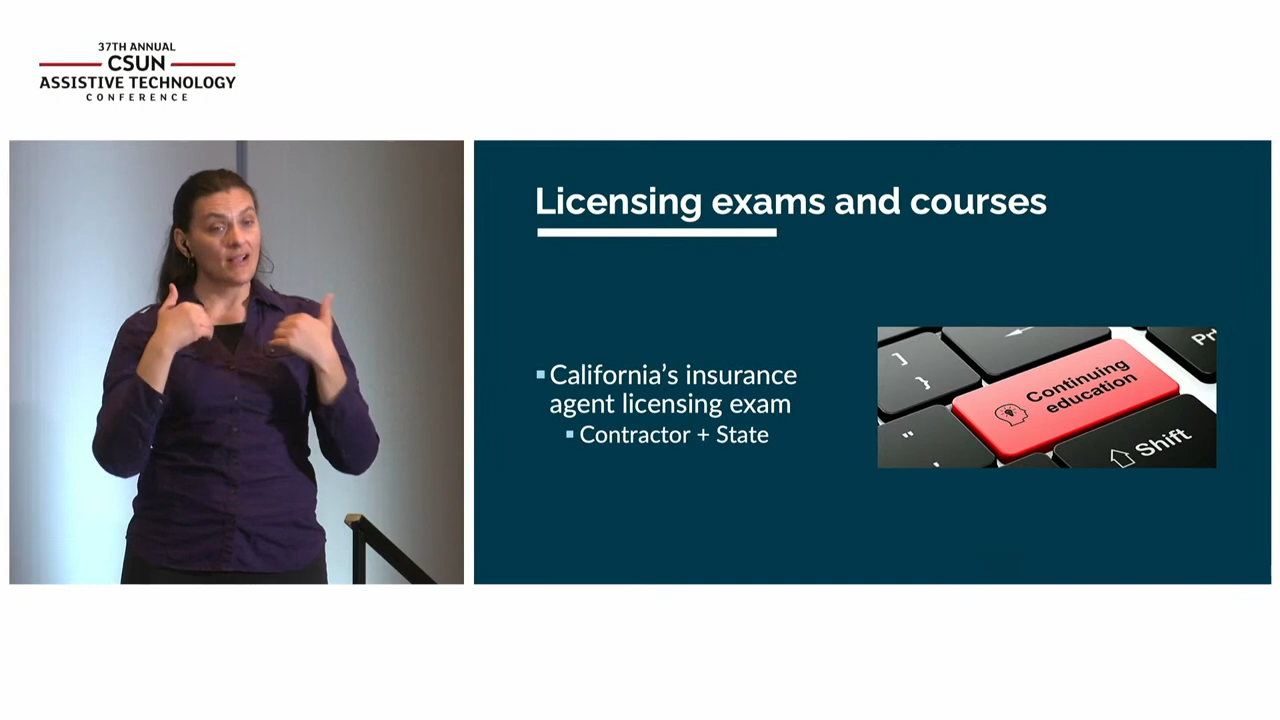 37TH ANNUAL
CSUN
ASSISTIVE TECHNOLOGY
CONFERENCE
Licensing exams and courses
California's insurance
agent licensing exam
Contractor + State
]
}
Pr
Continuing
education
"
'
Shift